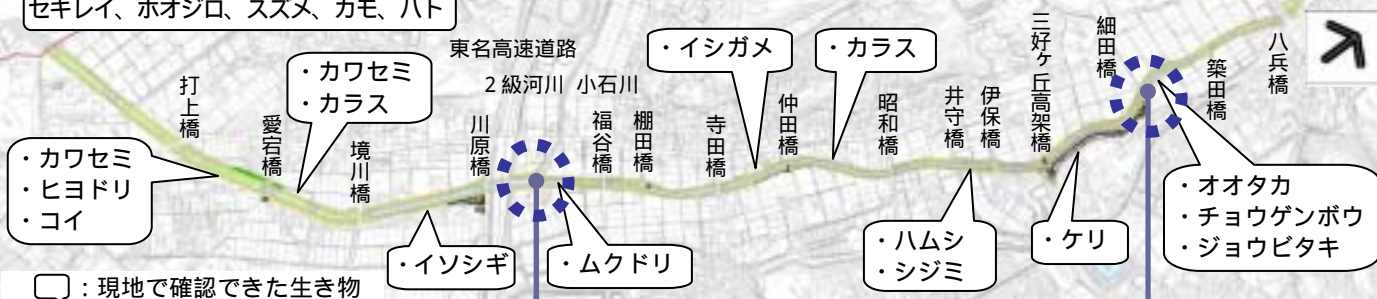 セキレイ、ホオジロ、スズメ、カモ、ハト
東名高速道路
２級河川 小石川
打上橋
愛宕橋
境川橋
川原橋
福谷橋
棚田橋
寺田橋
仲田橋
昭和橋
井守橋
伊保橋
三好ヶ丘高架橋
細田橋
築田橋
八兵橋
・カワセミ
・ヒヨドリ
・コイ
・カワセミ
・カラス
・イソシギ
・ムクドリ
・イシガメ
・カラス
・ハムシ
・シジミ
・ケリ
・オオタカ
・チョウゲンボウ
・ジョウビタキ
：現地で確認できた生き物